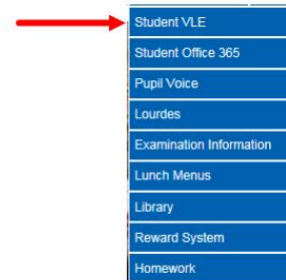 Student VLE
Student Office 365
Pupil Voice
Lourdes
Examination Information
Lunch Menus
Library
Reward System
Homework